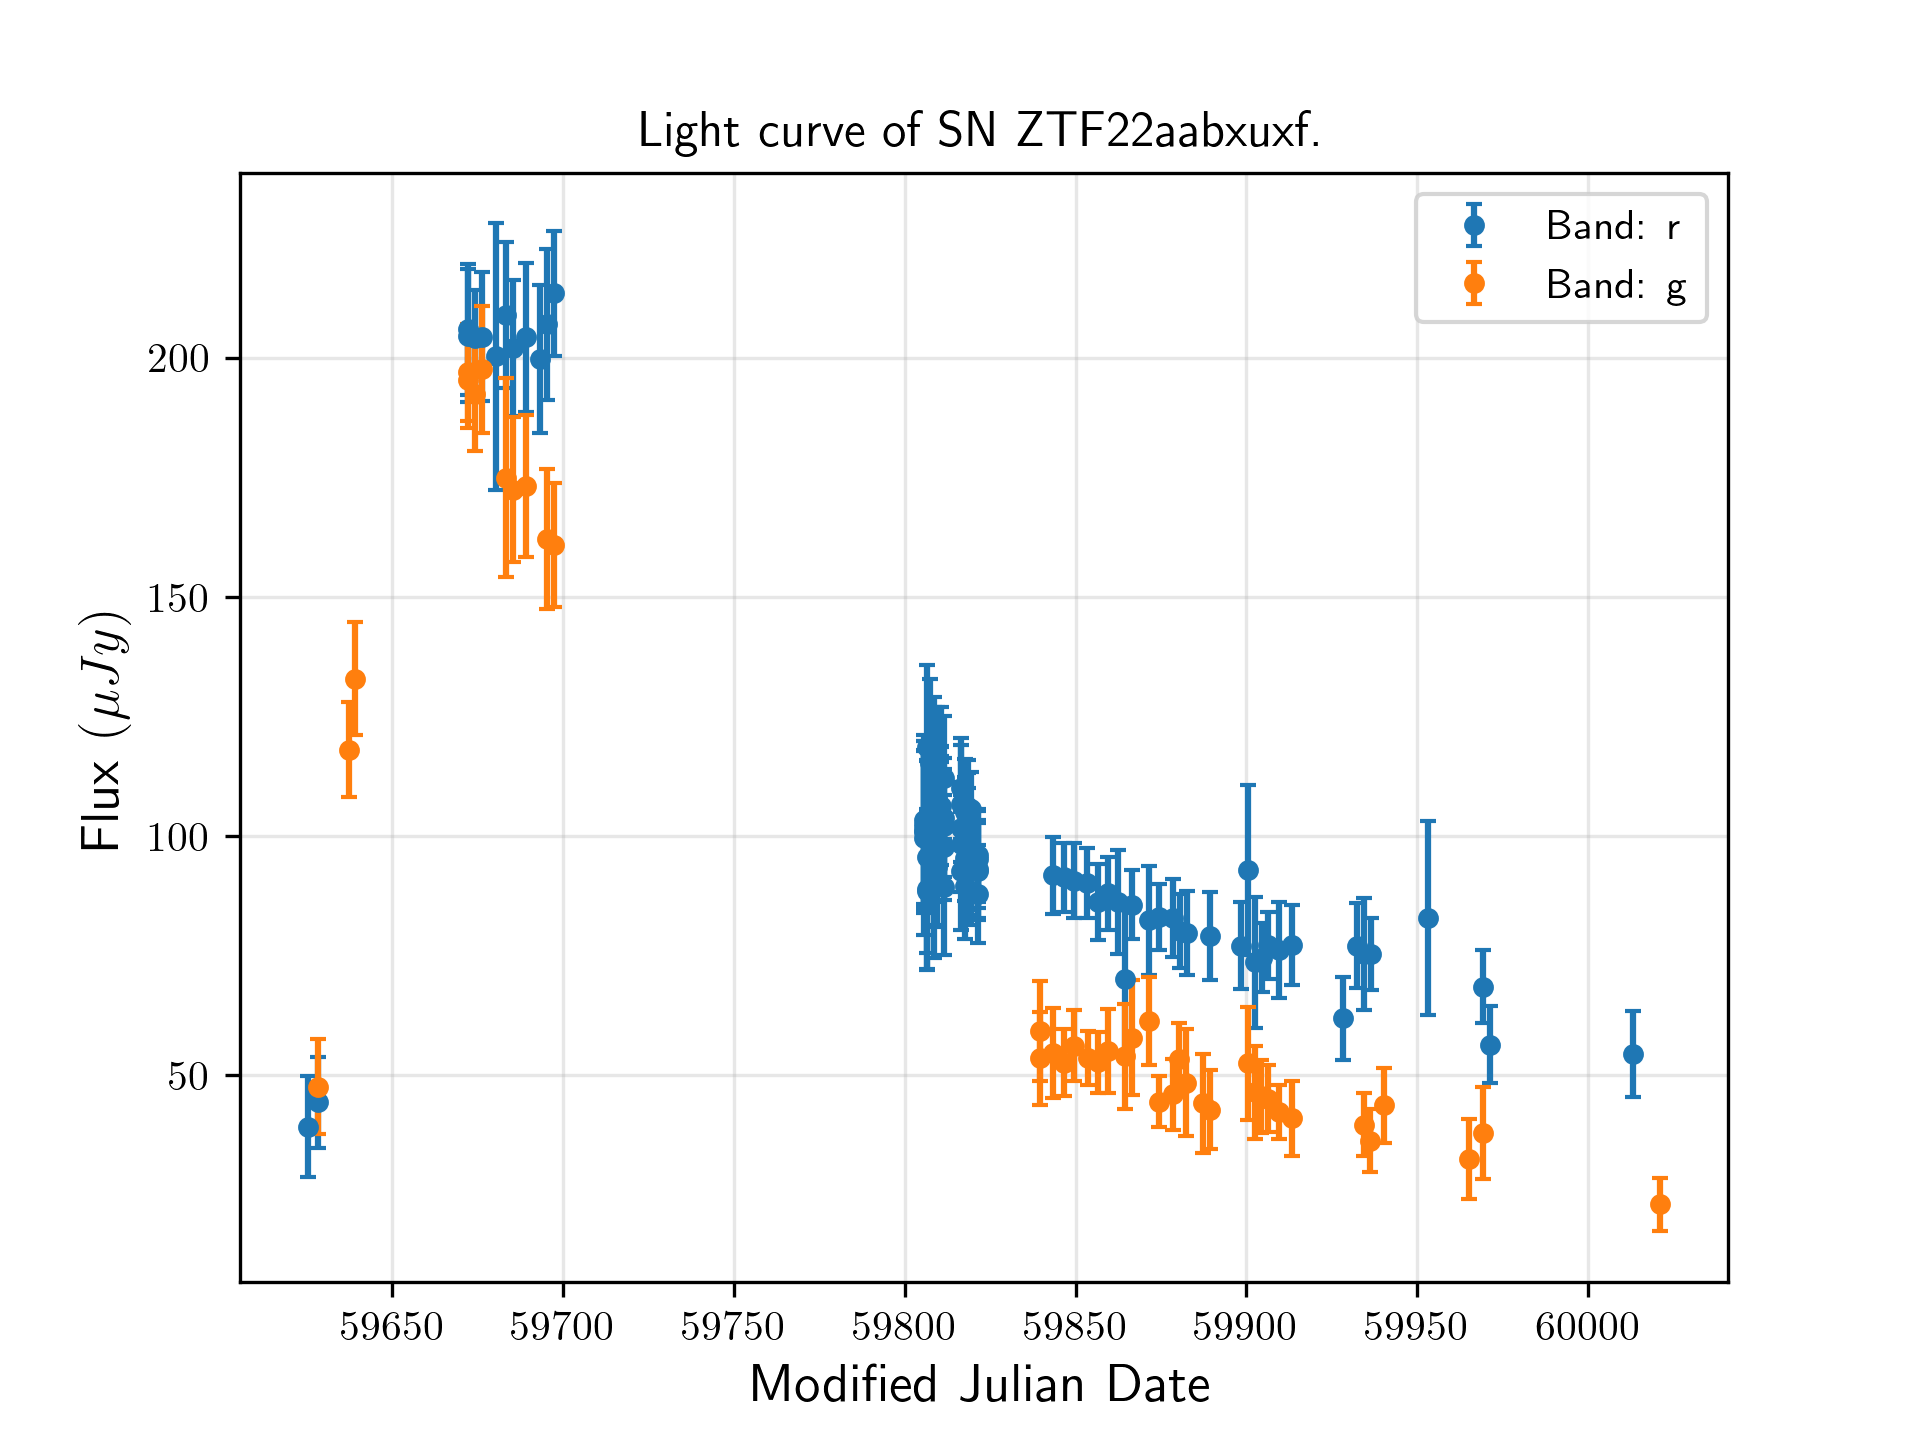 Light curve of SN ZTF22aabxuxf.
Band: r
Band: g
200
150
100
50
Flux (μJy)
59650 59700 59750 59800 59850 59900 59950 60000
Modified Julian Date